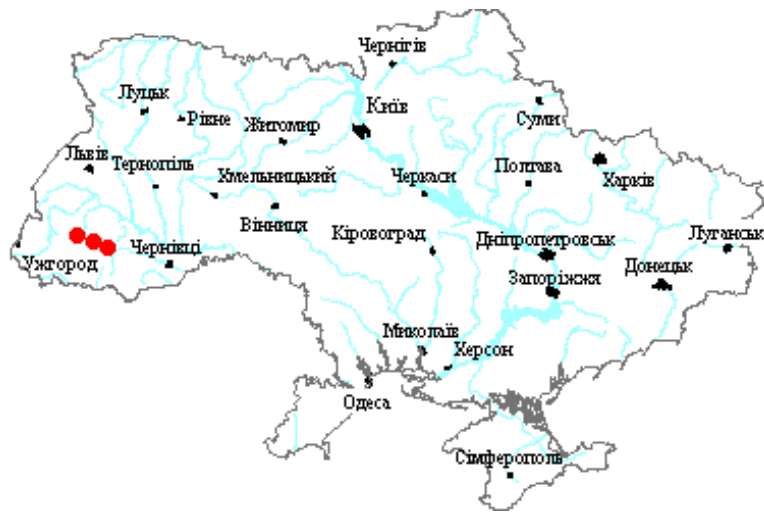 Чернігів
Луцьк
Рівне
Київ
Суми
Житомир
Львів
Тернопіль
Хмельницький
Черкаси
Полтава
Харків
Вінниця
Кіровоград
Дніпропетровськ
Луганськ
Чернівці
Ужгород
Донецьк
Запоріжжя
Миколаїв
Херсон
Одеса
Сімферополь